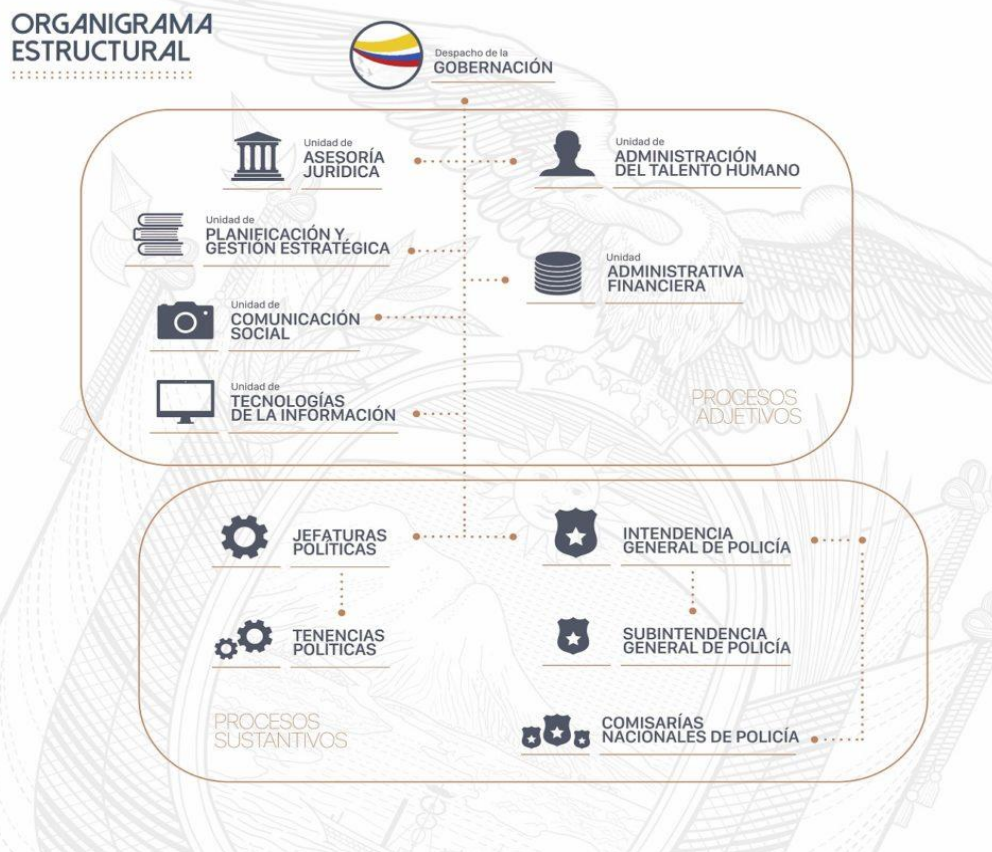 ORGANIGRAMA
ESTRUCTURAL
Despacho de la
GOBERNACIÓN
Unidad de
ASESORÍA
JURÍDICA
Unidad de
ADMINISTRACIÓN
DEL TALENTO HUMANO
Unidad de
PLANIFICACIÓN Y
GESTIÓN ESTRATÉGICA
Unidad
ADMINISTRATIVA
FINANCIERA
Unidad de
COMUNICACIÓN
SOCIAL
Unidad de
TECNOLOGÍAS
DE LA INFORMACIÓN
PROCESOS
ADJETIVOS
JEFATURAS
POLÍTICAS
INTENDENCIA
GENERAL DE POLICÍA
TENENCIAS
POLÍTICAS
SUBINTENDENCIA
GENERAL DE POLICÍA
PROCESOS
SUSTANTIVOS
COMISARÍAS
NACIONALES DE POLICÍA